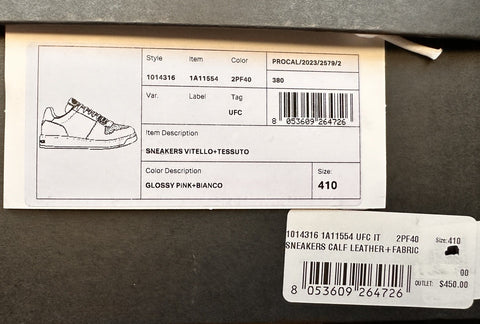 Style Item Color PROCAL/2023/2579/2
1014316 1A11554 2PF40 380
Var. Label Tag
UFC
8 053609 264726
Item Description
SNEAKERS VITELLO+TESSUTO
Color Description Size:
GLOSSY PINK+BIANCO 410
1014316 1A11554 UFC IT 2PF40 Size: 410
SNEAKERS CALF LEATHER+FABRIC
00
8 053609 264726 OUTLET: $450.00